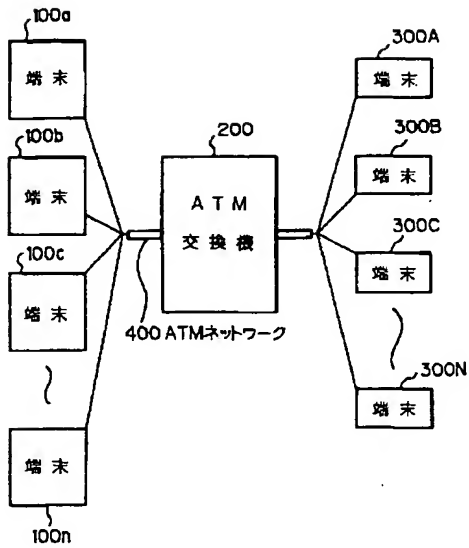 100a
端末
100b
端末
100c
端末
100n
端末
200
ATM
交換機
400 ATMネットワーク
300A
端末
300B
端末
300C
端末
300N
端末